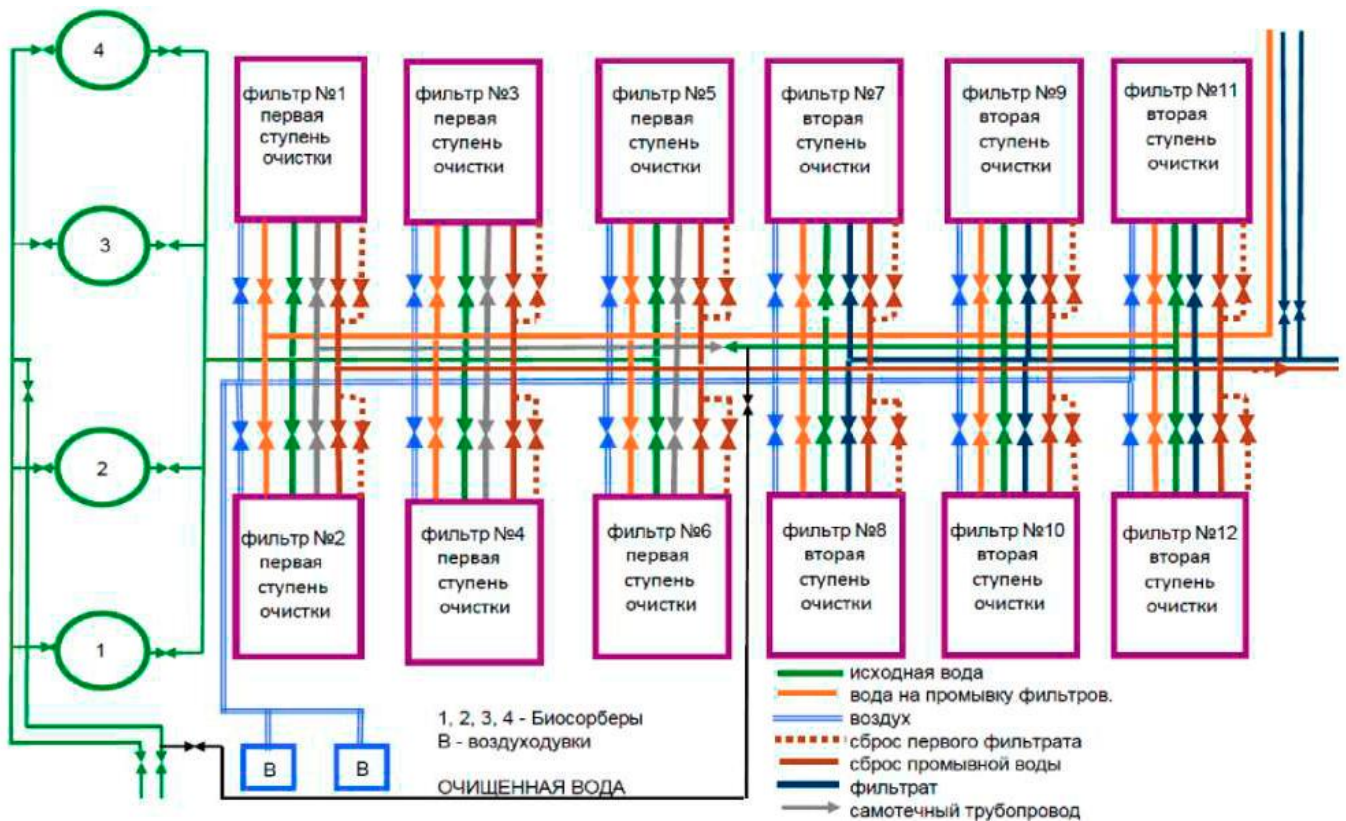 4
3
2
1
фильтр №1
первая
ступень
очистки
фильтр №3
первая
ступень
очистки
фильтр №5
первая
ступень
очистки
фильтр №7
вторая
ступень
очистки
фильтр №9
вторая
ступень
очистки
фильтр №11
вторая
ступень
очистки
фильтр №2
первая
ступень
очистки
фильтр №4
первая
ступень
очистки
фильтр №6
первая
ступень
очистки
фильтр №8
вторая
ступень
очистки
фильтр №10
вторая
ступень
очистки
фильтр №12
вторая
ступень
очистки
В
В
1, 2, 3, 4 - Биосорберы
В - воздуходувки
ОЧИЩЕННАЯ ВОДА
исходная вода
вода на промывку фильтров.
воздух
сброс первого фильтрата
сброс промывной воды
фильтрат
самотечный трубопровод